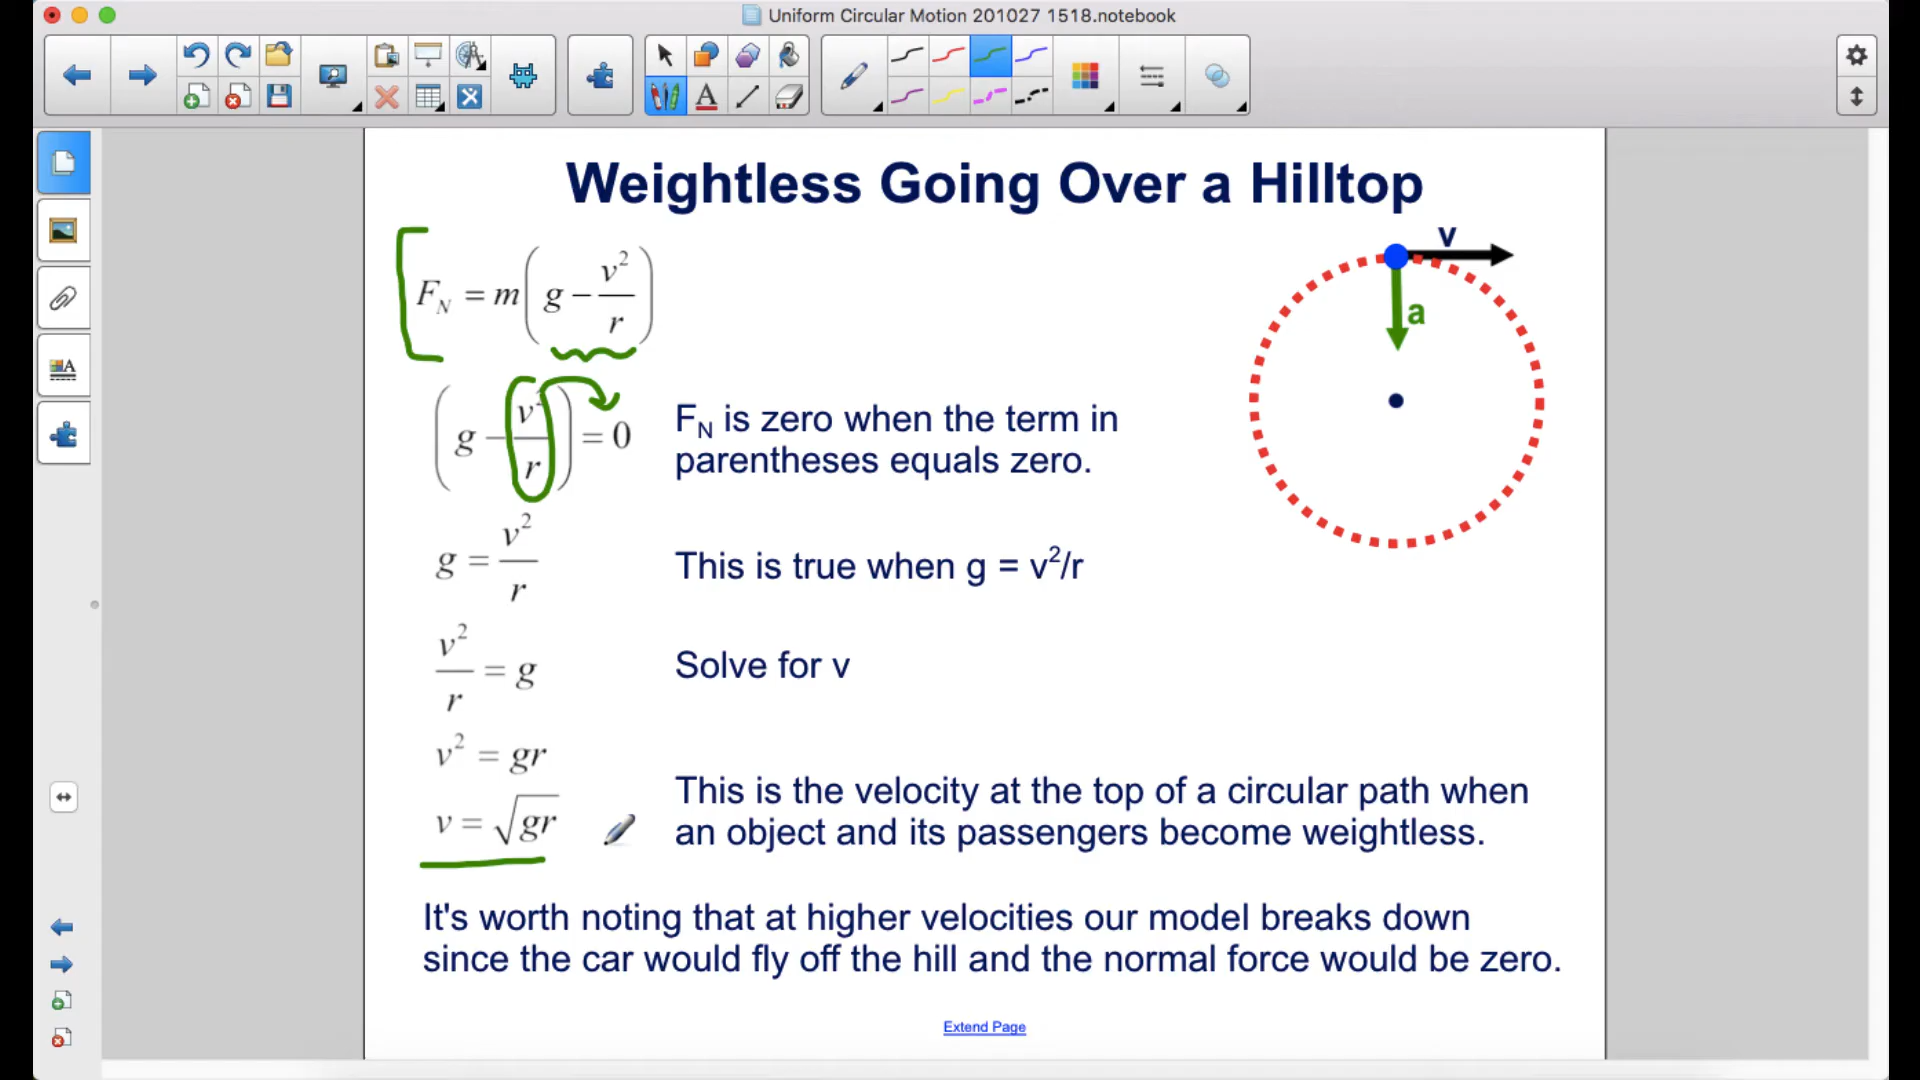 Uniform Circular Motion 201027 1518.notebook
Weightless Going Over a Hilltop
F_N = m(g − v²/r)
v
a
(g − v²/r) = 0
F_N is zero when the term in
parentheses equals zero.
g = v²/r
This is true when g = v²/r
v²/r = g
Solve for v
v² = gr
v = √gr
This is the velocity at the top of a circular path when
an object and its passengers become weightless.
It's worth noting that at higher velocities our model breaks down
since the car would fly off the hill and the normal force would be zero.
Extend Page